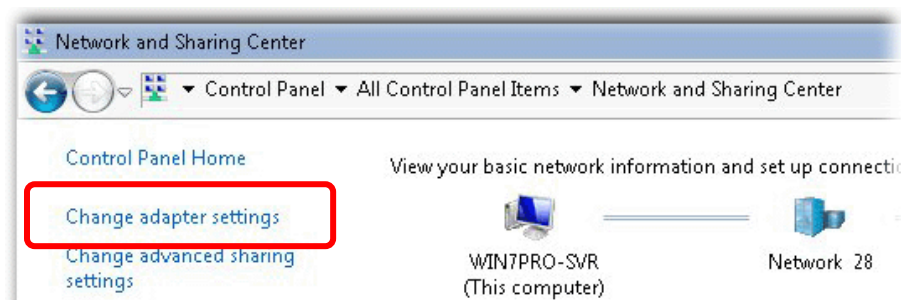 Network and Sharing Center
Control Panel All Control Panel Items Network and Sharing Center
Control Panel Home
View your basic network information and set up
Change adapter settings
Change advanced sharing
settings
WIN7PRO-SVR
(This computer)
Network 28